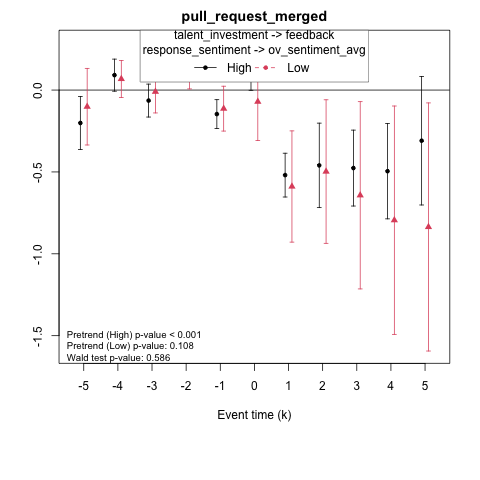 pull_request_merged
talent_investment -> feedback
response_sentiment -> ov_sentiment_avg
High Low
0.0
-0.5
-1.0
-1.5
Pretrend (High) p-value < 0.001
Pretrend (Low) p-value: 0.108
Wald test p-value: 0.586
-5 -4 -3 -2 -1 0 1 2 3 4 5
Event time (k)